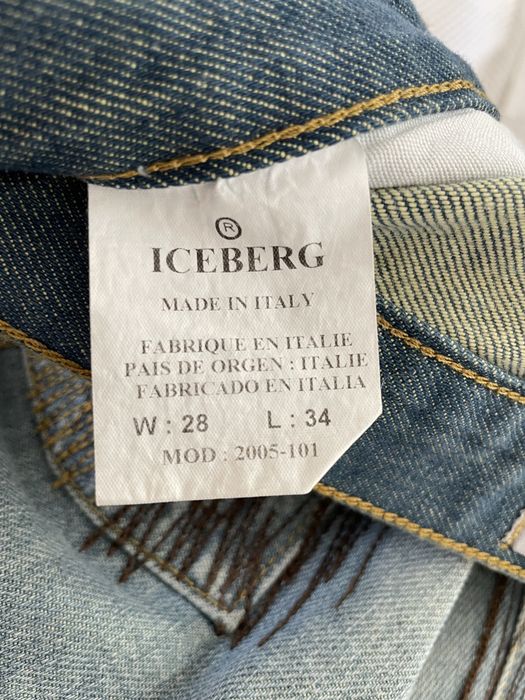 ®
ICEBERG
MADE IN ITALY
FABRIQUE EN ITALIE
PAIS DE ORGEN : ITALIE
FABRICADO EN ITALIA
W : 28 L : 34
MOD : 2005-101